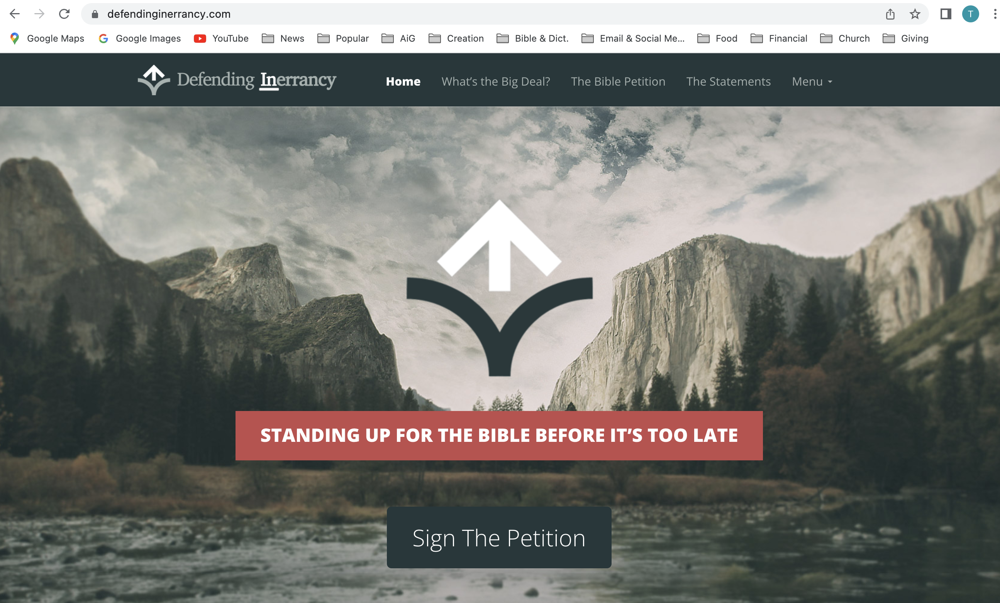 defendinginerrancy.com
T
Google Maps Google Images YouTube News Popular AiG Creation Bible & Dict. Email & Social Me... Food Financial Church Giving
Defending Inerrancy Home What’s the Big Deal? The Bible Petition The Statements Menu
STANDING UP FOR THE BIBLE BEFORE IT’S TOO LATE
Sign The Petition